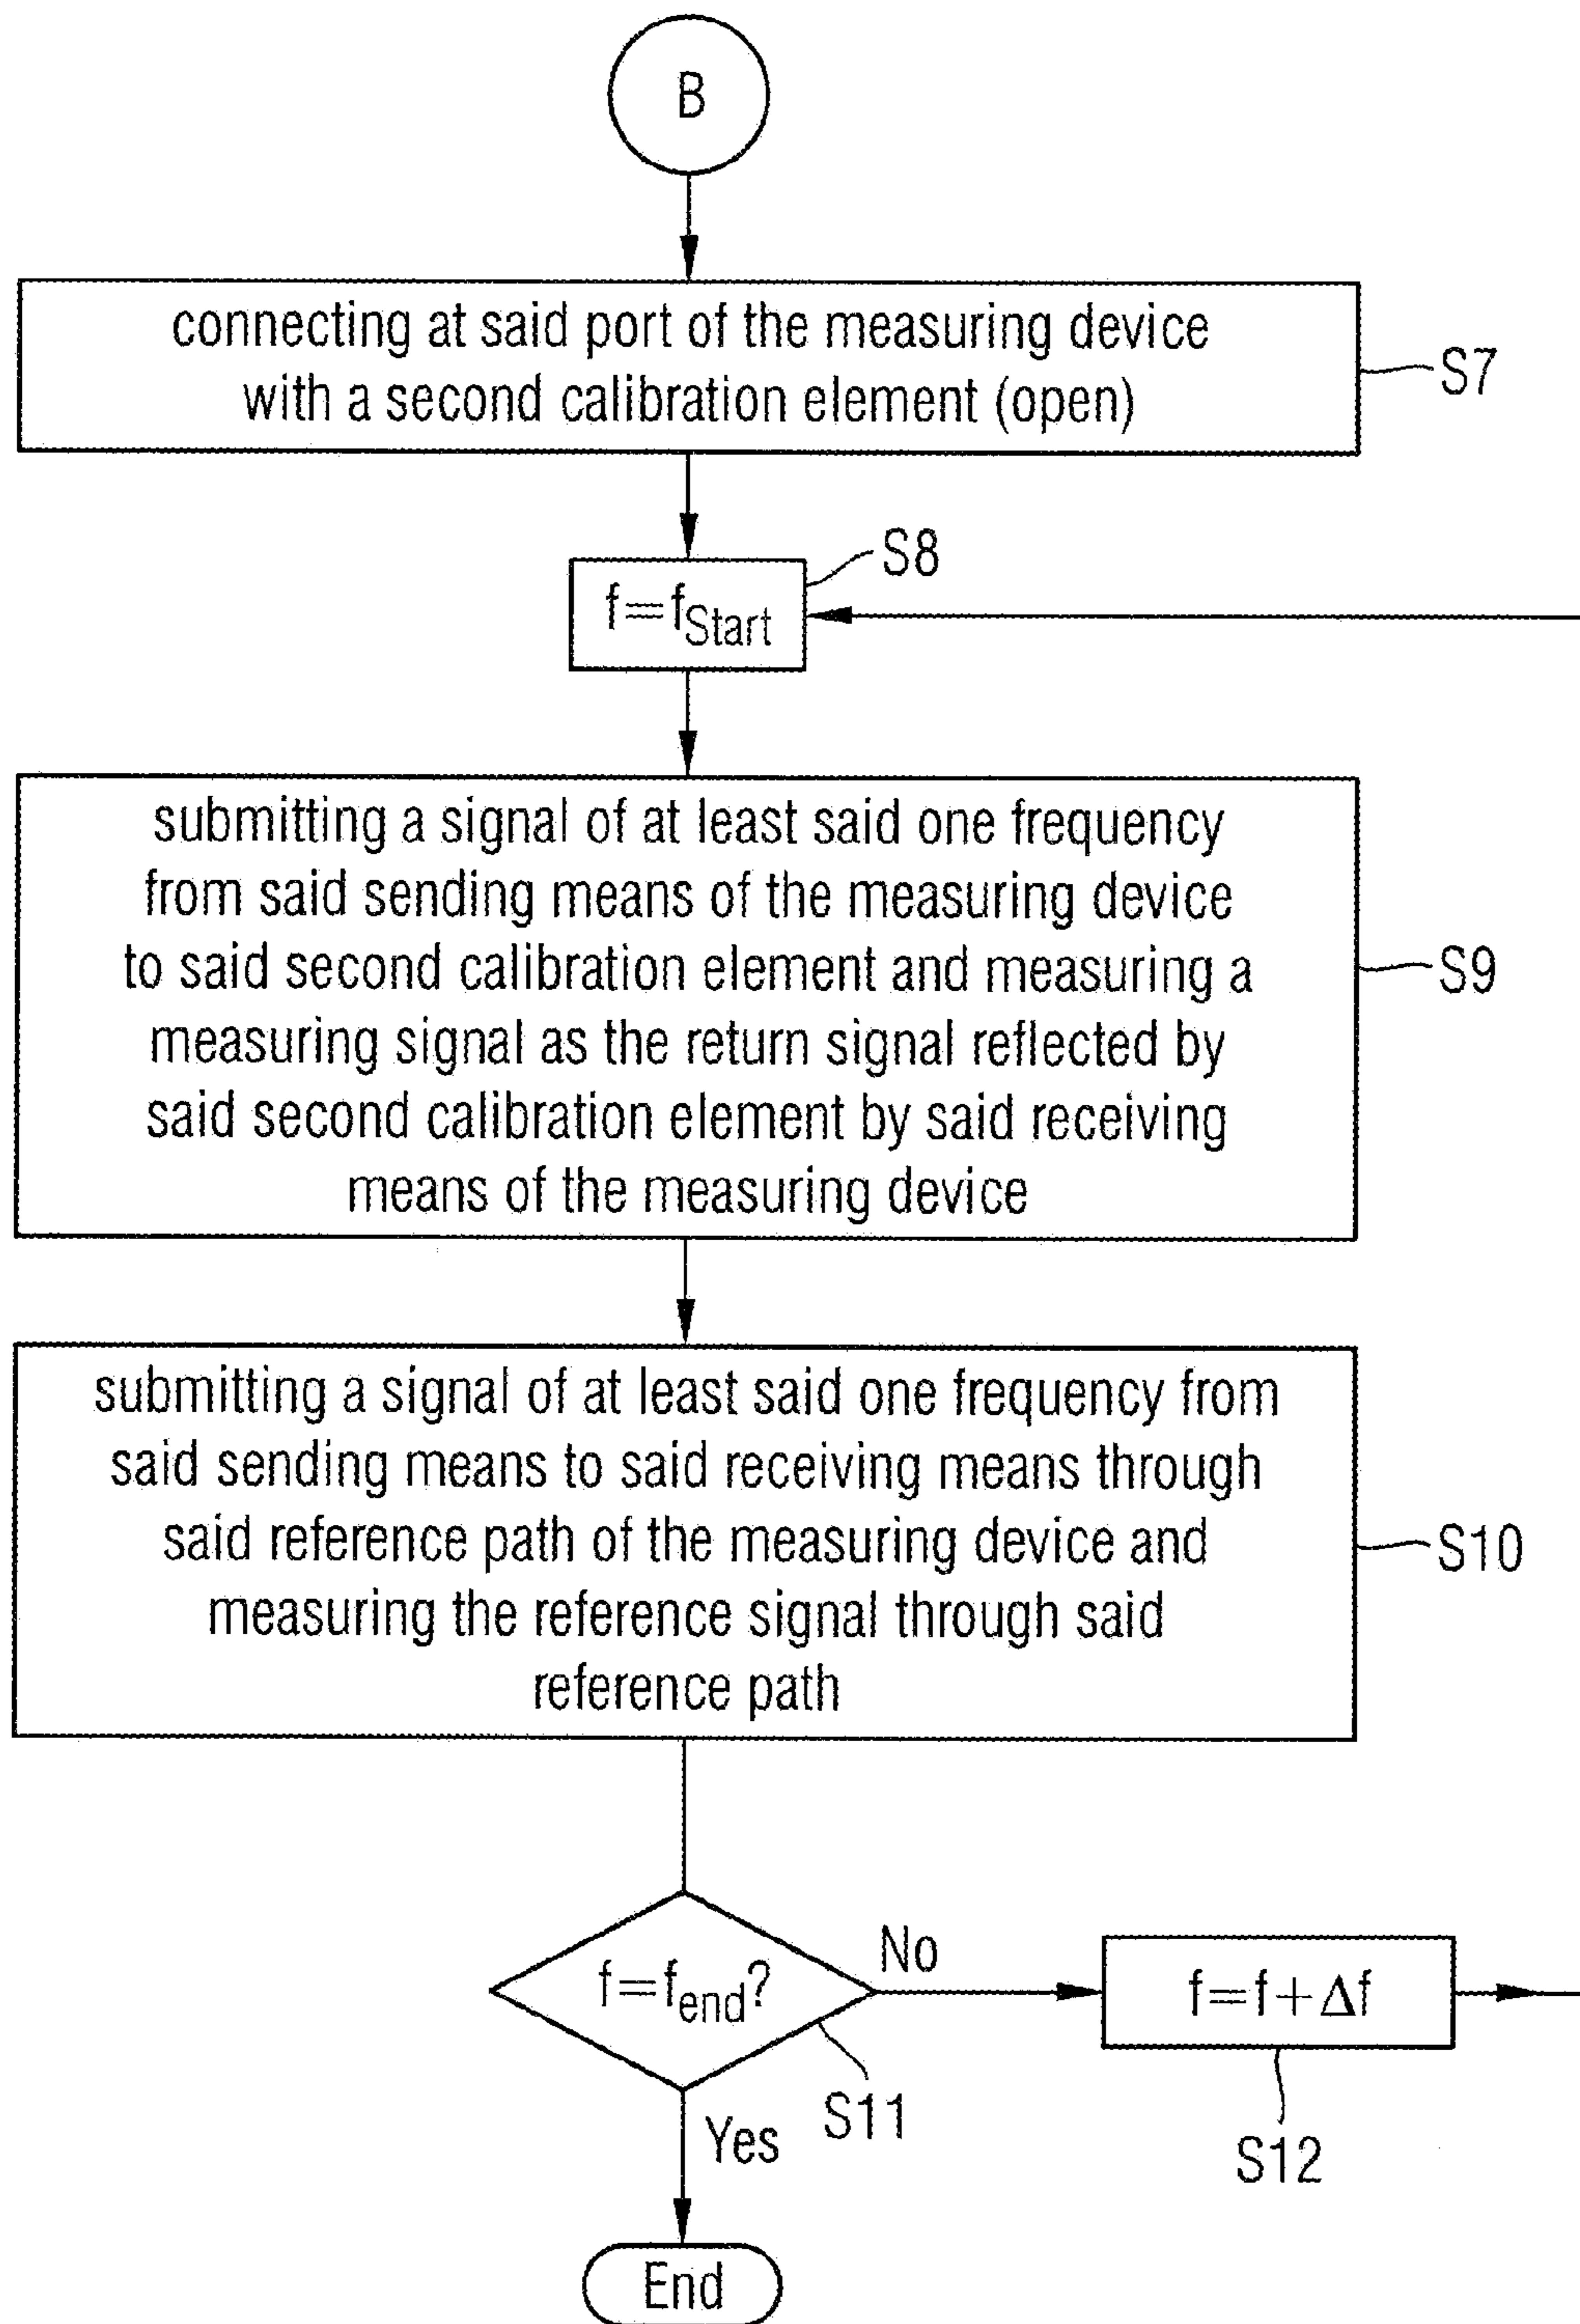 B
connecting at said port of the measuring device
with a second calibration element (open)
S7
S8
f=fStart
submitting a signal of at least said one frequency
from said sending means of the measuring device
to said second calibration element and measuring a
measuring signal as the return signal reflected by
said second calibration element by said receiving
means of the measuring device
S9
submitting a signal of at least said one frequency from
said sending means to said receiving means through
said reference path of the measuring device and
measuring the reference signal through said
reference path
S10
f=fend?
No
f=f+Δf
S11
Yes
S12
End